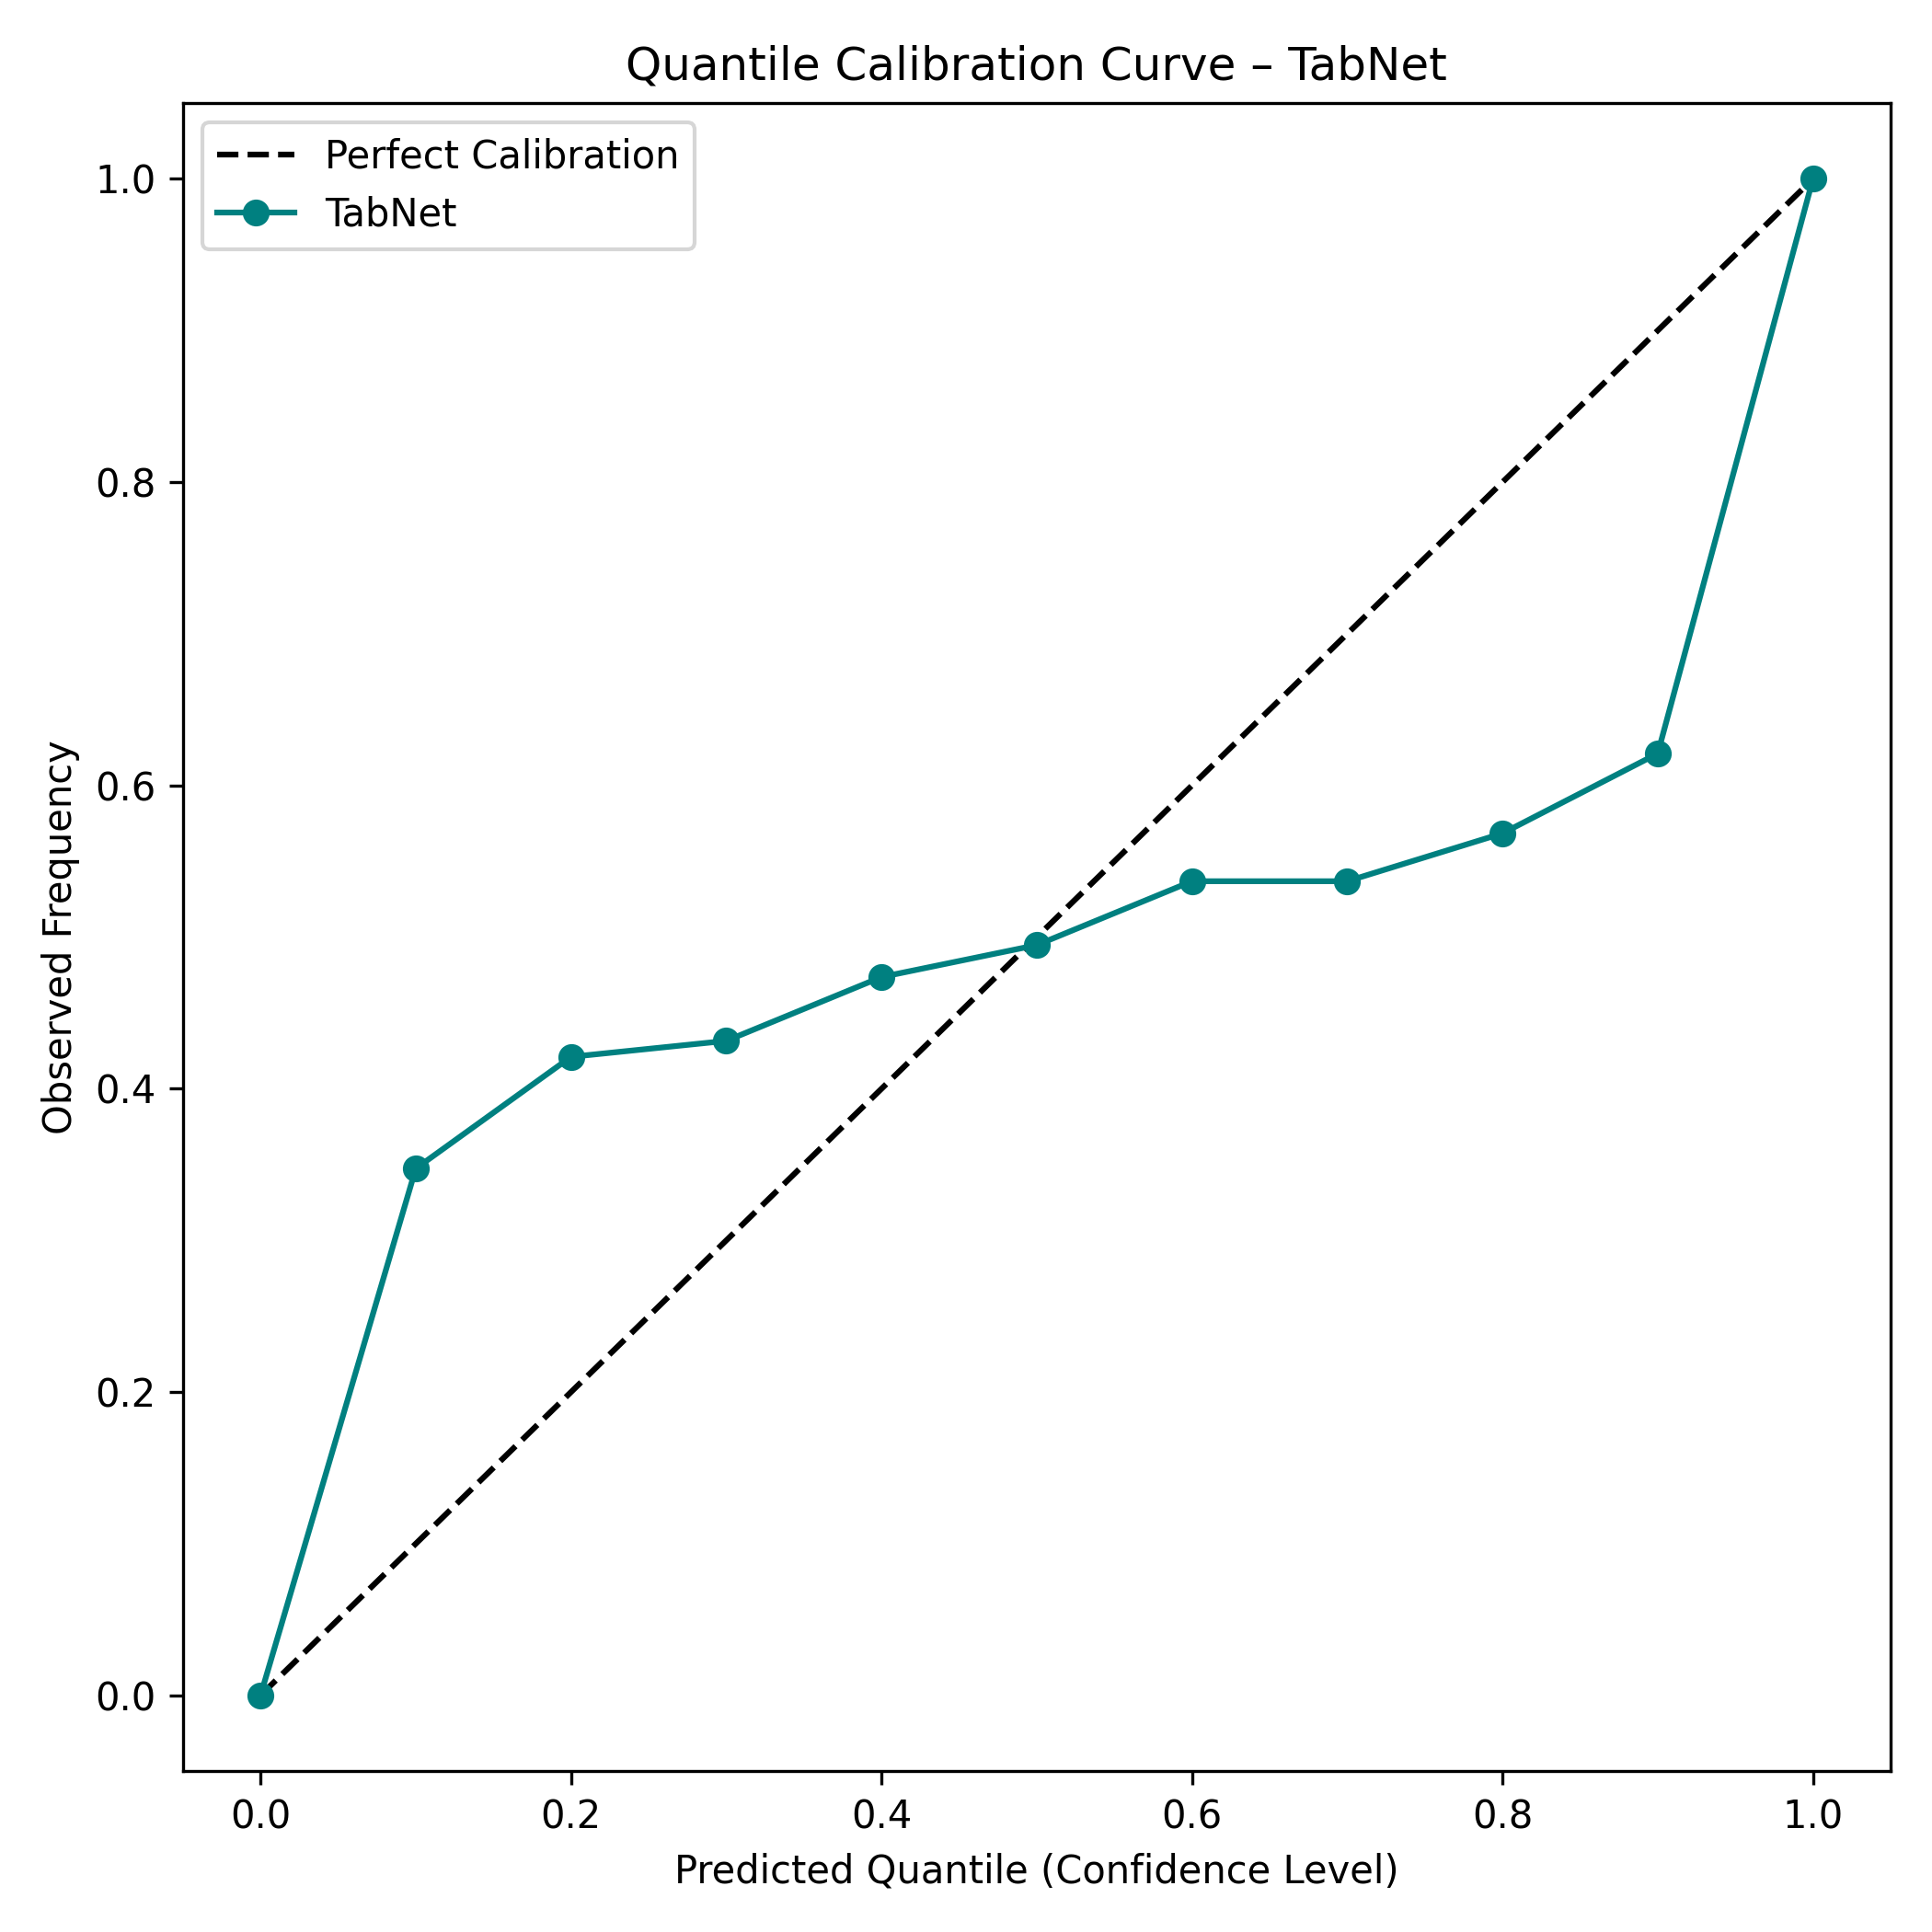 Quantile Calibration Curve – TabNet
Perfect Calibration
TabNet
1.0
0.8
0.6
0.4
0.2
0.0
Observed Frequency
0.0 0.2 0.4 0.6 0.8 1.0
Predicted Quantile (Confidence Level)